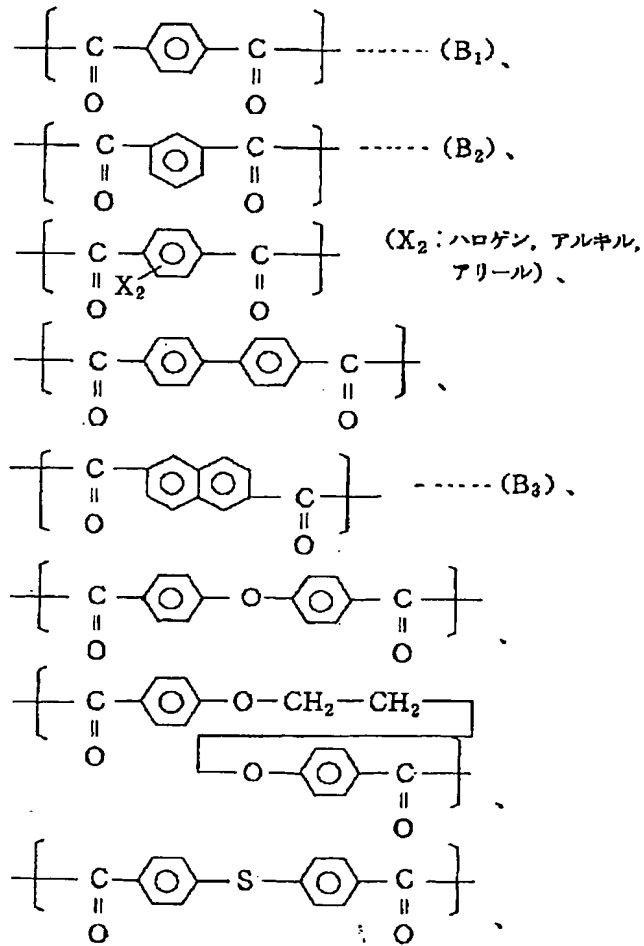 C C ------ (B₁)、
O O
C C ------ (B₂)、
O O
C C (X₂:ハロゲン, アルキル,
X₂ アリール)、
O O
C C
O O 、
C
O C ------ (B₃)、
O
C O C
O O 、
C O-CH₂-CH₂
O
O C
O 、
C S C
O O 、